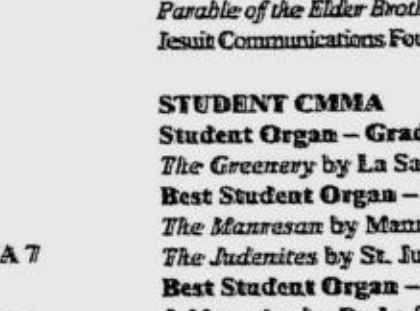 Parable of the Elder Broth
Jesuit Communications Fou
STUDENT CMMA
Student Organ – Grad
The Greenery by La Sa
Best Student Organ –
The Manresan by Manr
A 7
The Judenites by St. Ju
Best Student Organ –